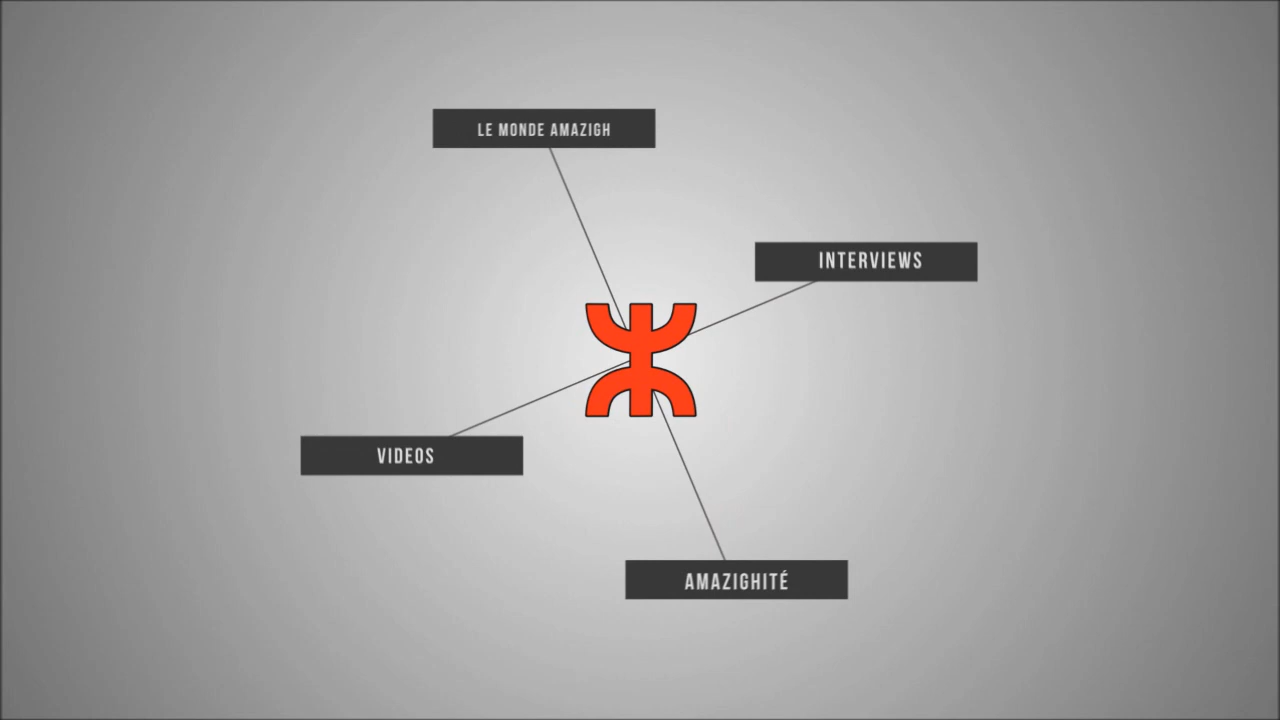 LE MONDE AMAZIGH
INTERVIEWS
ⵣ
VIDEOS
AMAZIGHITÉ